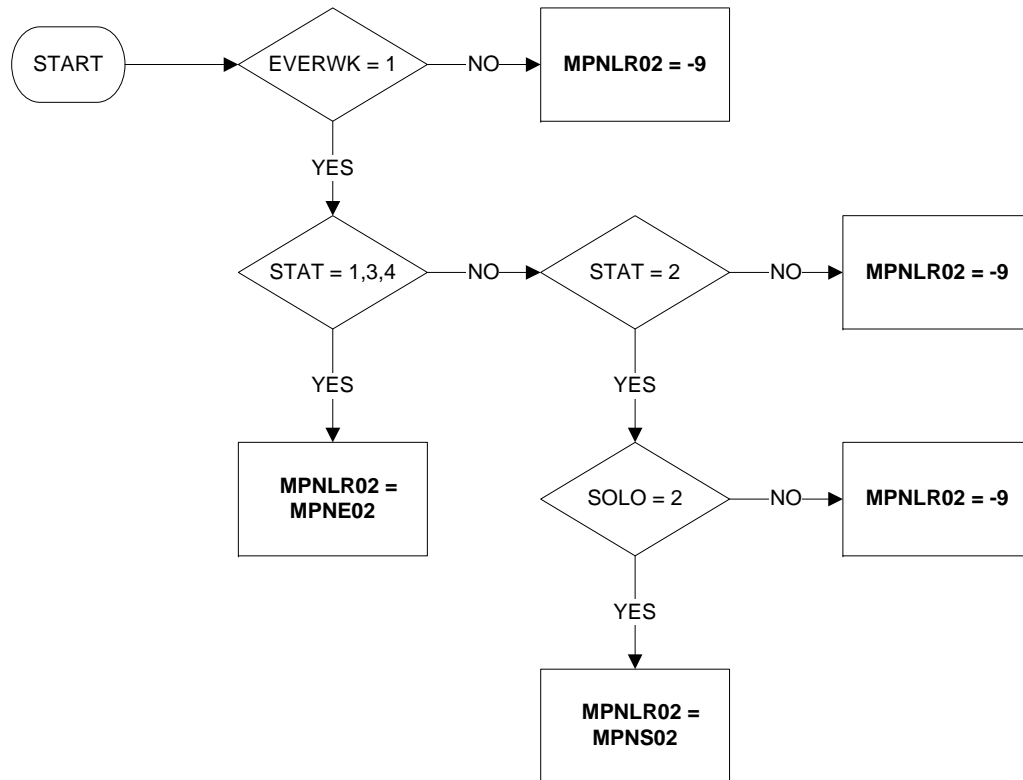 START
EVERWK = 1
NO
MPNLR02 = -9
YES
STAT = 1,3,4
NO
STAT = 2
NO
MPNLR02 = -9
YES
YES
MPNLR02 =
MPNE02
SOLO = 2
NO
MPNLR02 = -9
YES
MPNLR02 =
MPNS02